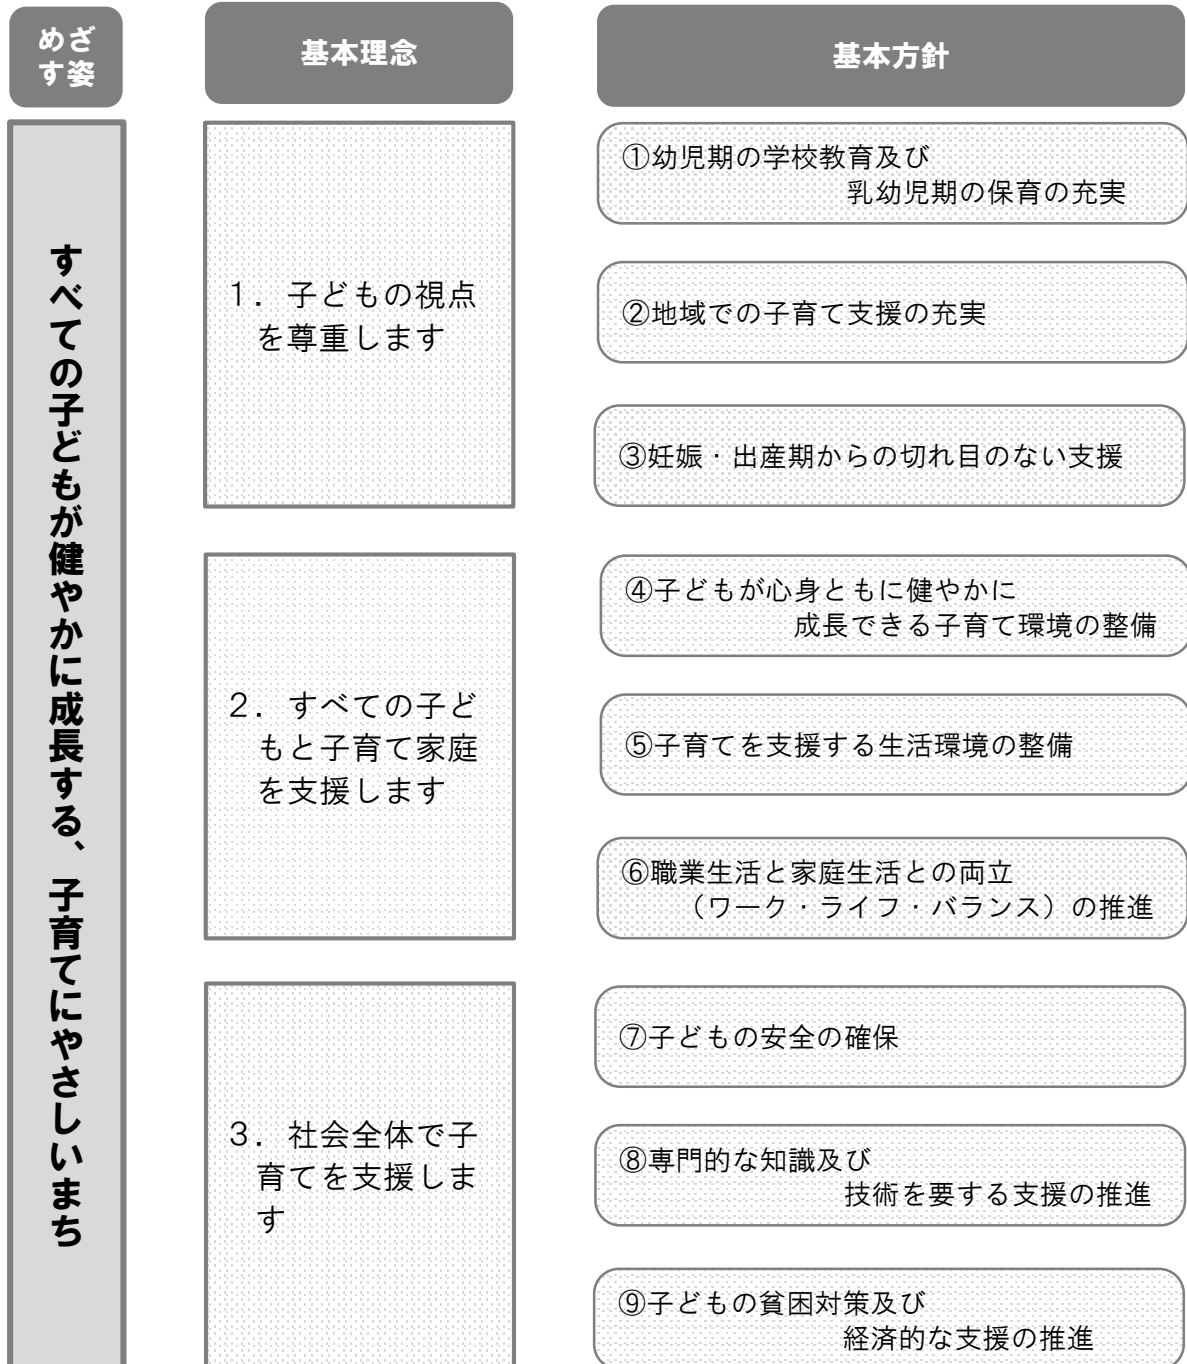 めざ
す姿
基本理念
基本方針
すべての子どもが健やかに成長する、子育てにやさしいまち
1．子どもの視点
を尊重します
2．すべての子ど
もと子育て家庭
を支援します
3．社会全体で子
育てを支援しま
す
①幼児期の学校教育及び
乳幼児期の保育の充実
②地域での子育て支援の充実
③妊娠・出産期からの切れ目のない支援
④子どもが心身ともに健やかに
成長できる子育て環境の整備
⑤子育てを支援する生活環境の整備
⑥職業生活と家庭生活との両立
（ワーク・ライフ・バランス）の推進
⑦子どもの安全の確保
⑧専門的な知識及び
技術を要する支援の推進
⑨子どもの貧困対策及び
経済的な支援の推進